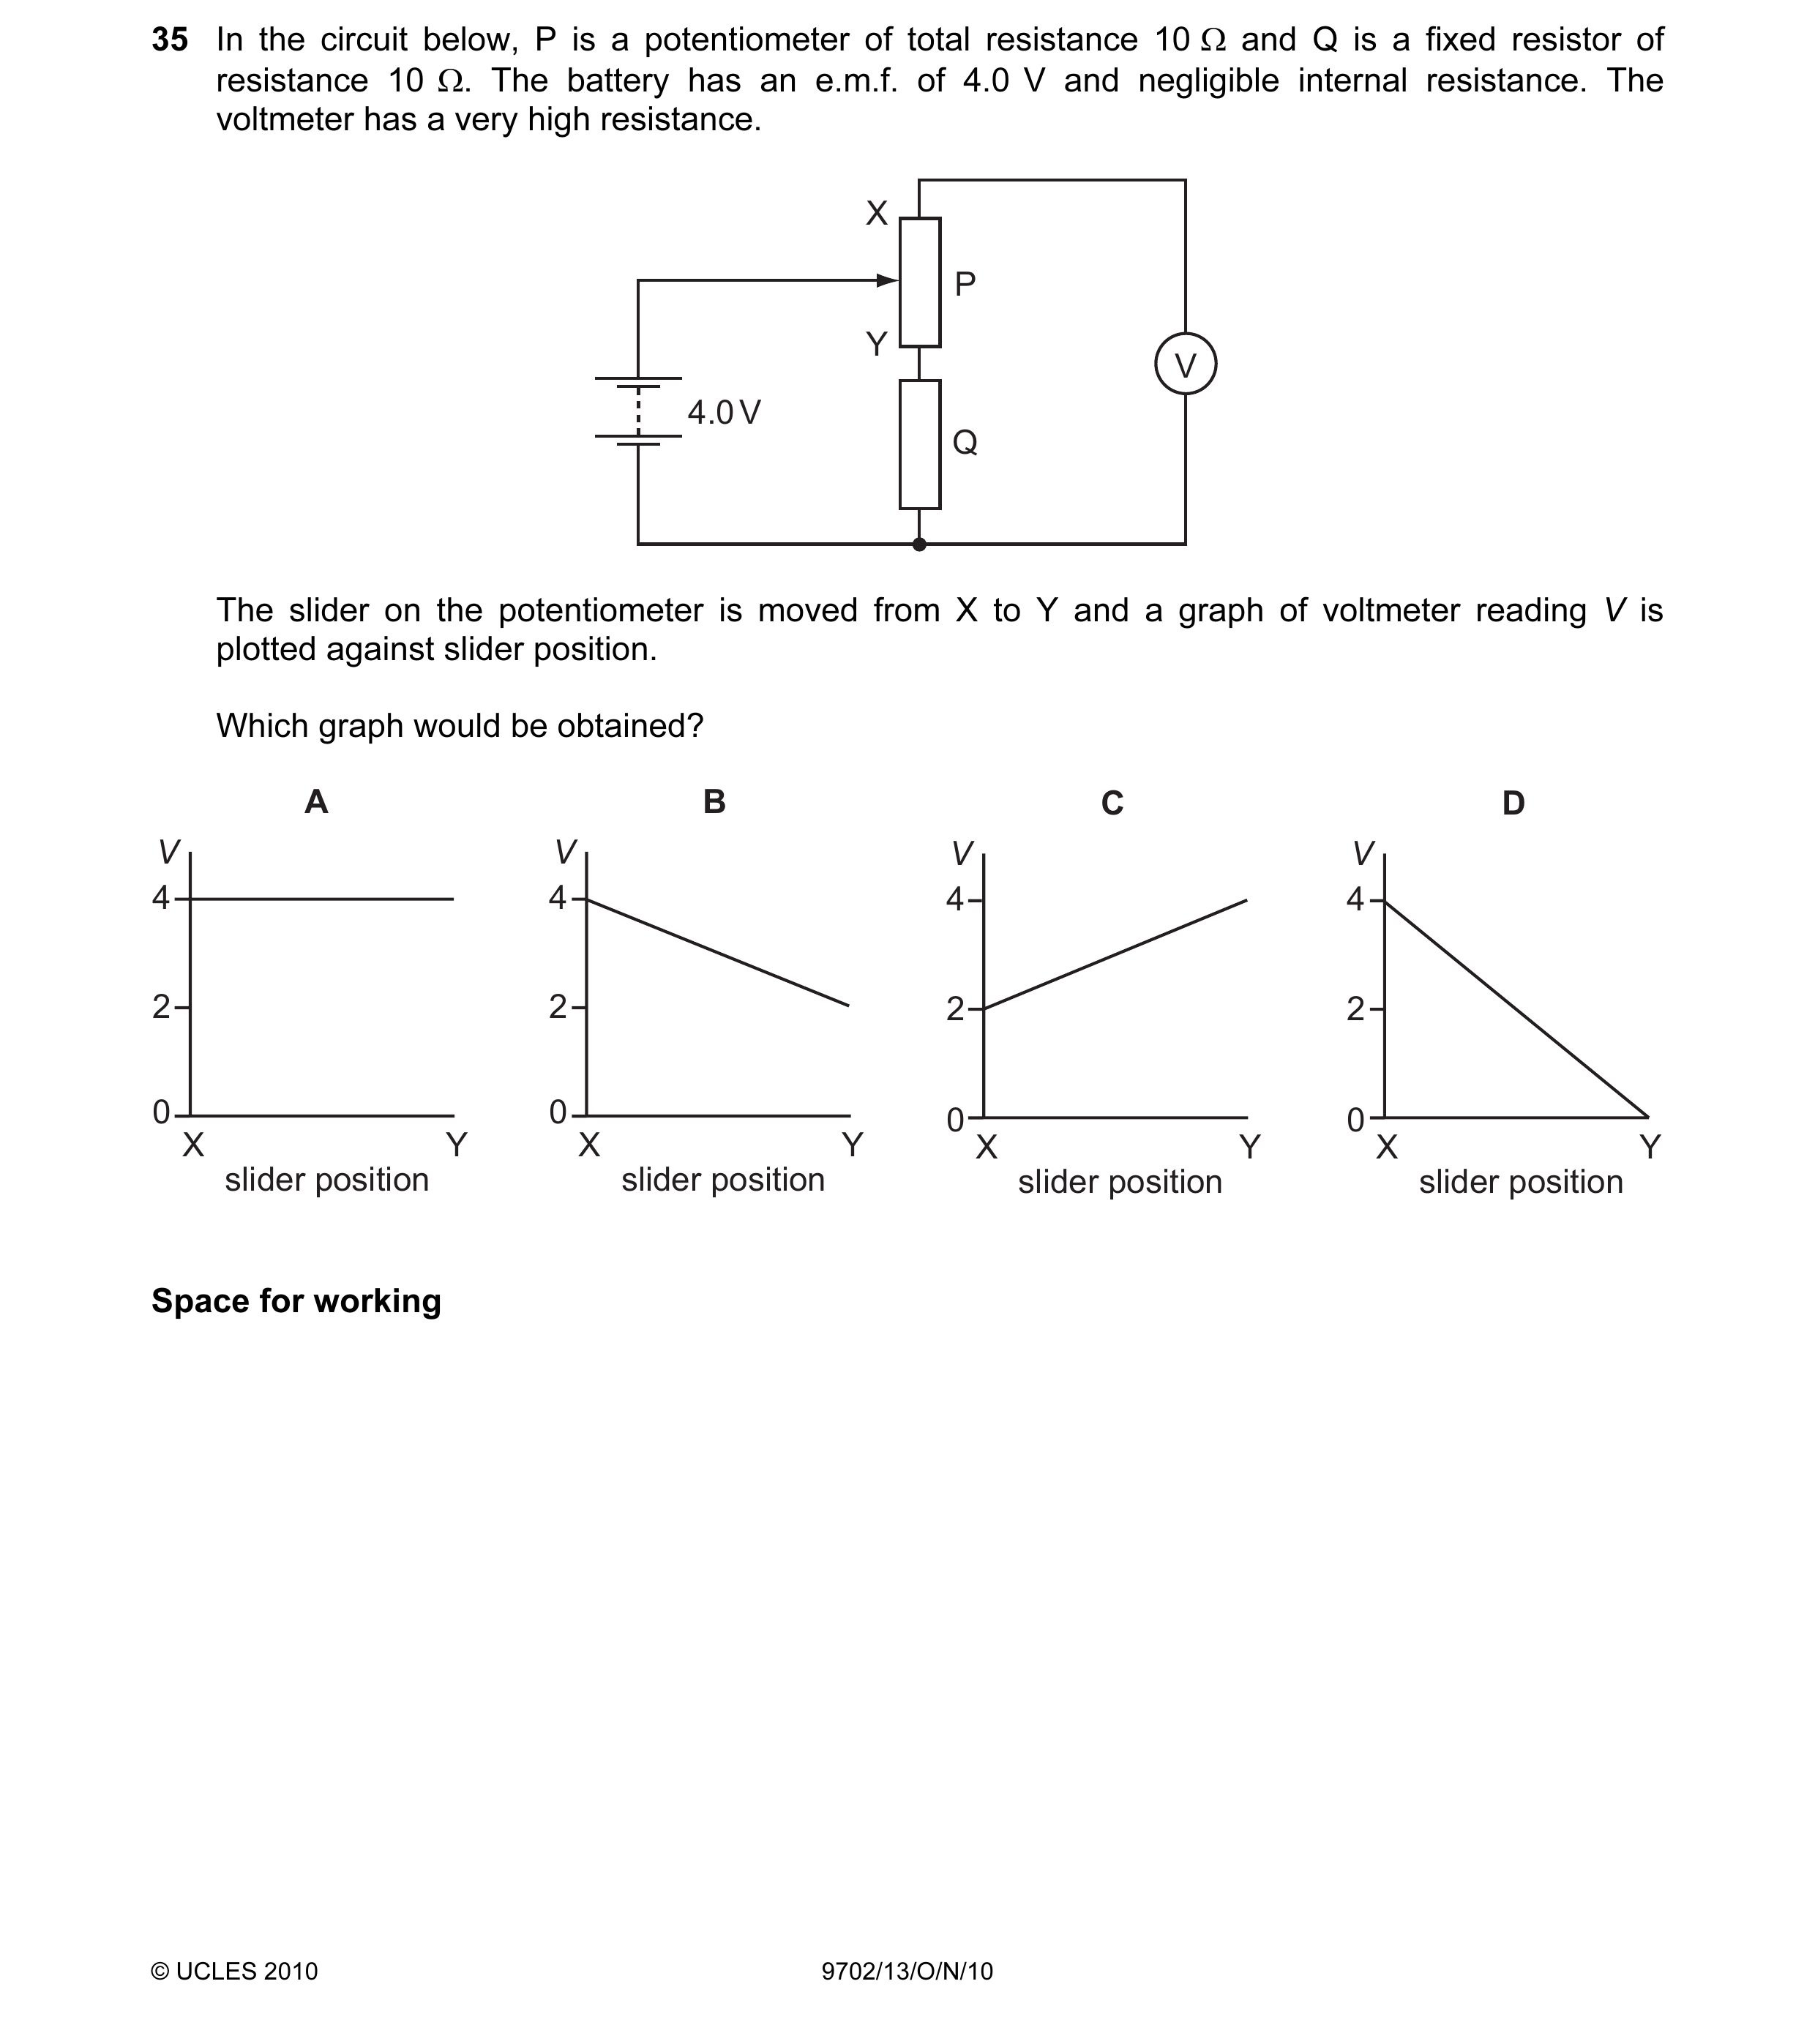 35 In the circuit below, P is a potentiometer of total resistance 10 Ω and Q is a fixed resistor of
resistance 10 Ω. The battery has an e.m.f. of 4.0 V and negligible internal resistance. The
voltmeter has a very high resistance.
X
P
Y
V
4.0 V
Q
The slider on the potentiometer is moved from X to Y and a graph of voltmeter reading V is
plotted against slider position.
Which graph would be obtained?
A B C D
V V V V
4 4 4 4
2 2 2 2
0 0 0 0
X Y X Y X Y X Y
slider position slider position slider position slider position
Space for working
© UCLES 2010 9702/13/O/N/10